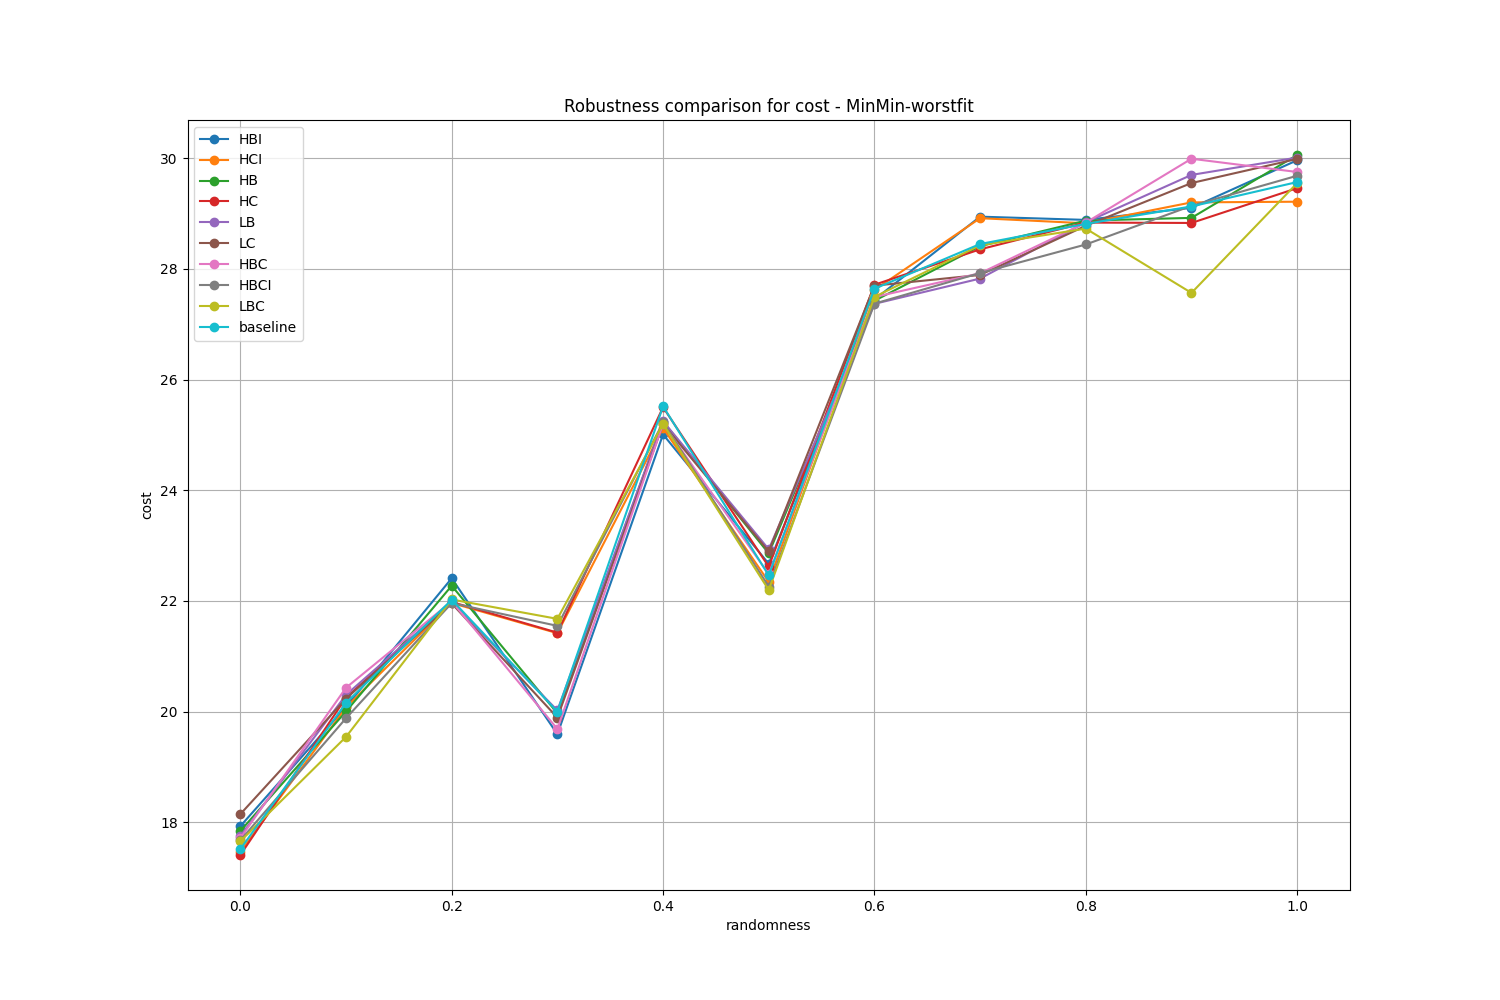 Robustness comparison for cost - MinMin-worstfit
HBI
HCI
HB
HC
LB
LC
HBC
HBCI
LBC
baseline
30
28
26
24
22
20
18
cost
0.0 0.2 0.4 0.6 0.8 1.0
randomness